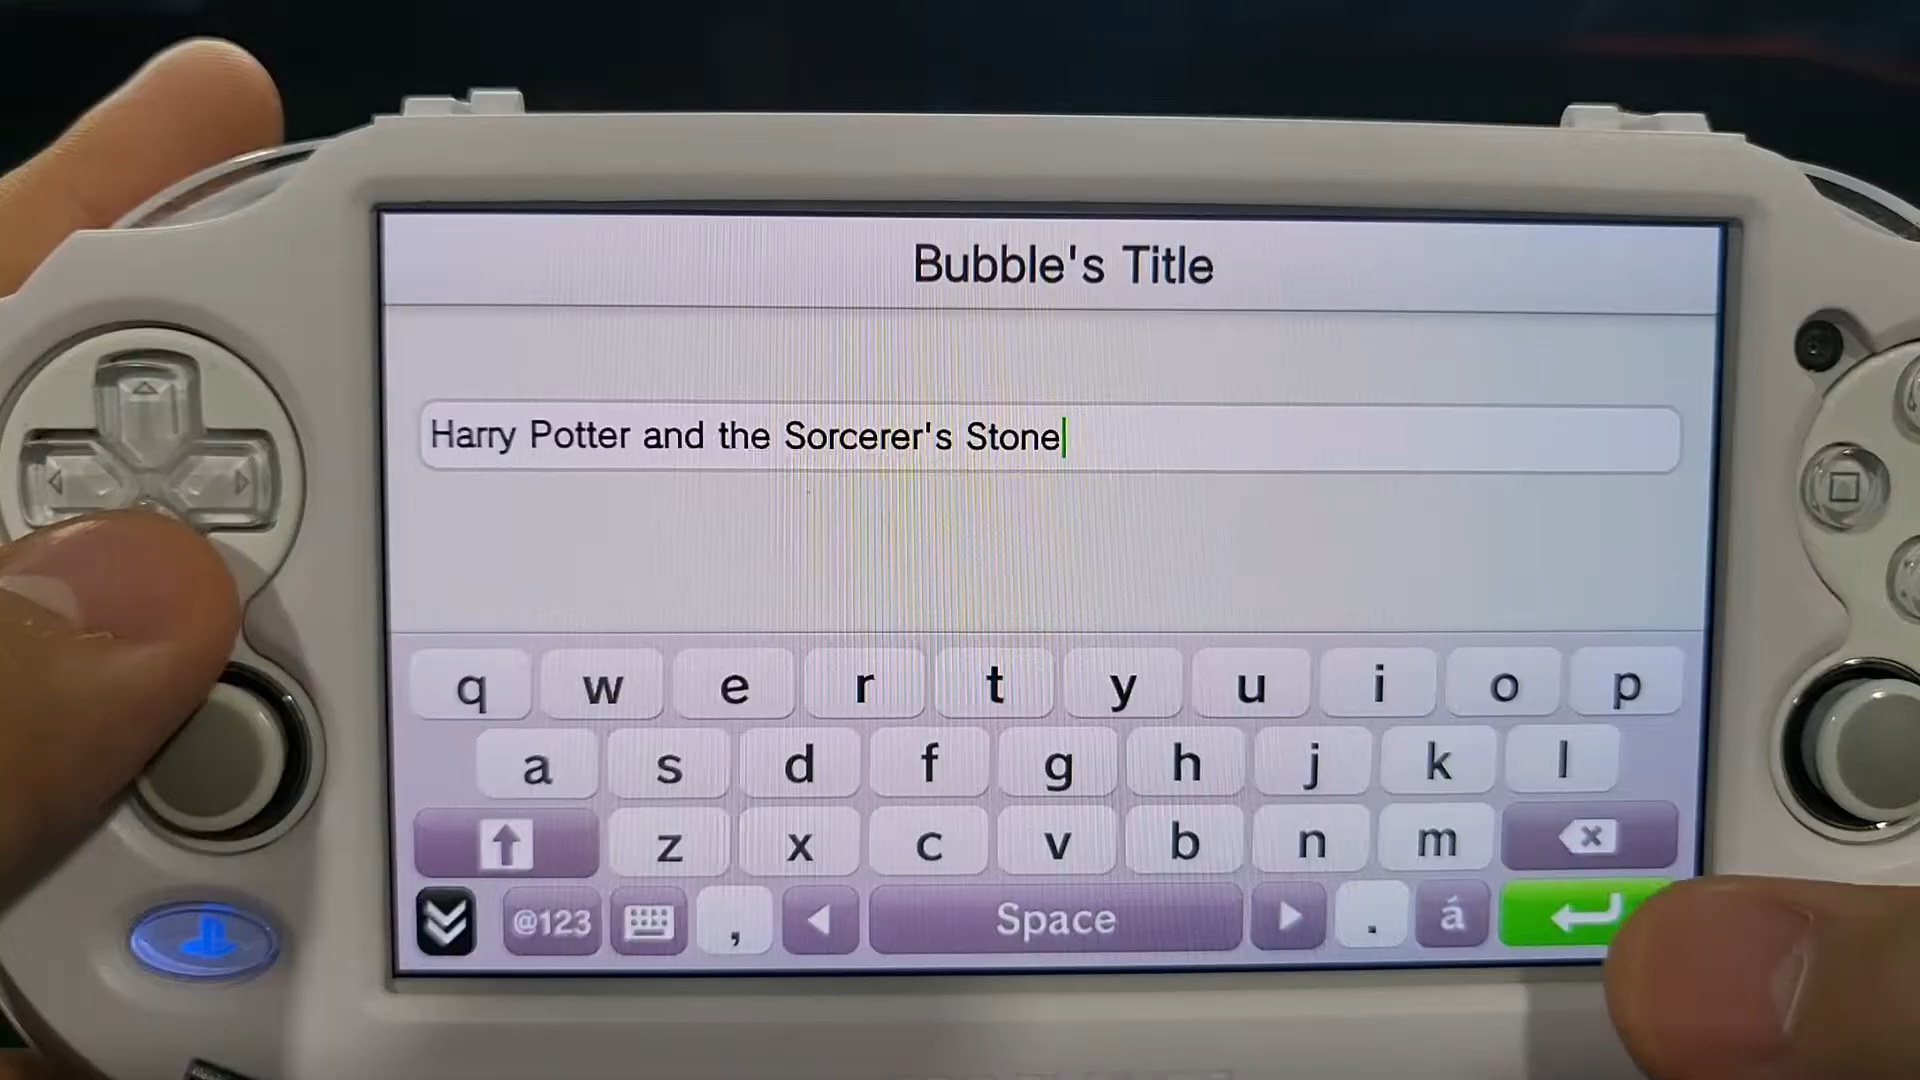 Bubble's Title
Harry Potter and the Sorcerer's Stone
q w e r t y u i o p
a s d f g h j k l
z x c v b n m
@123 , Space . á